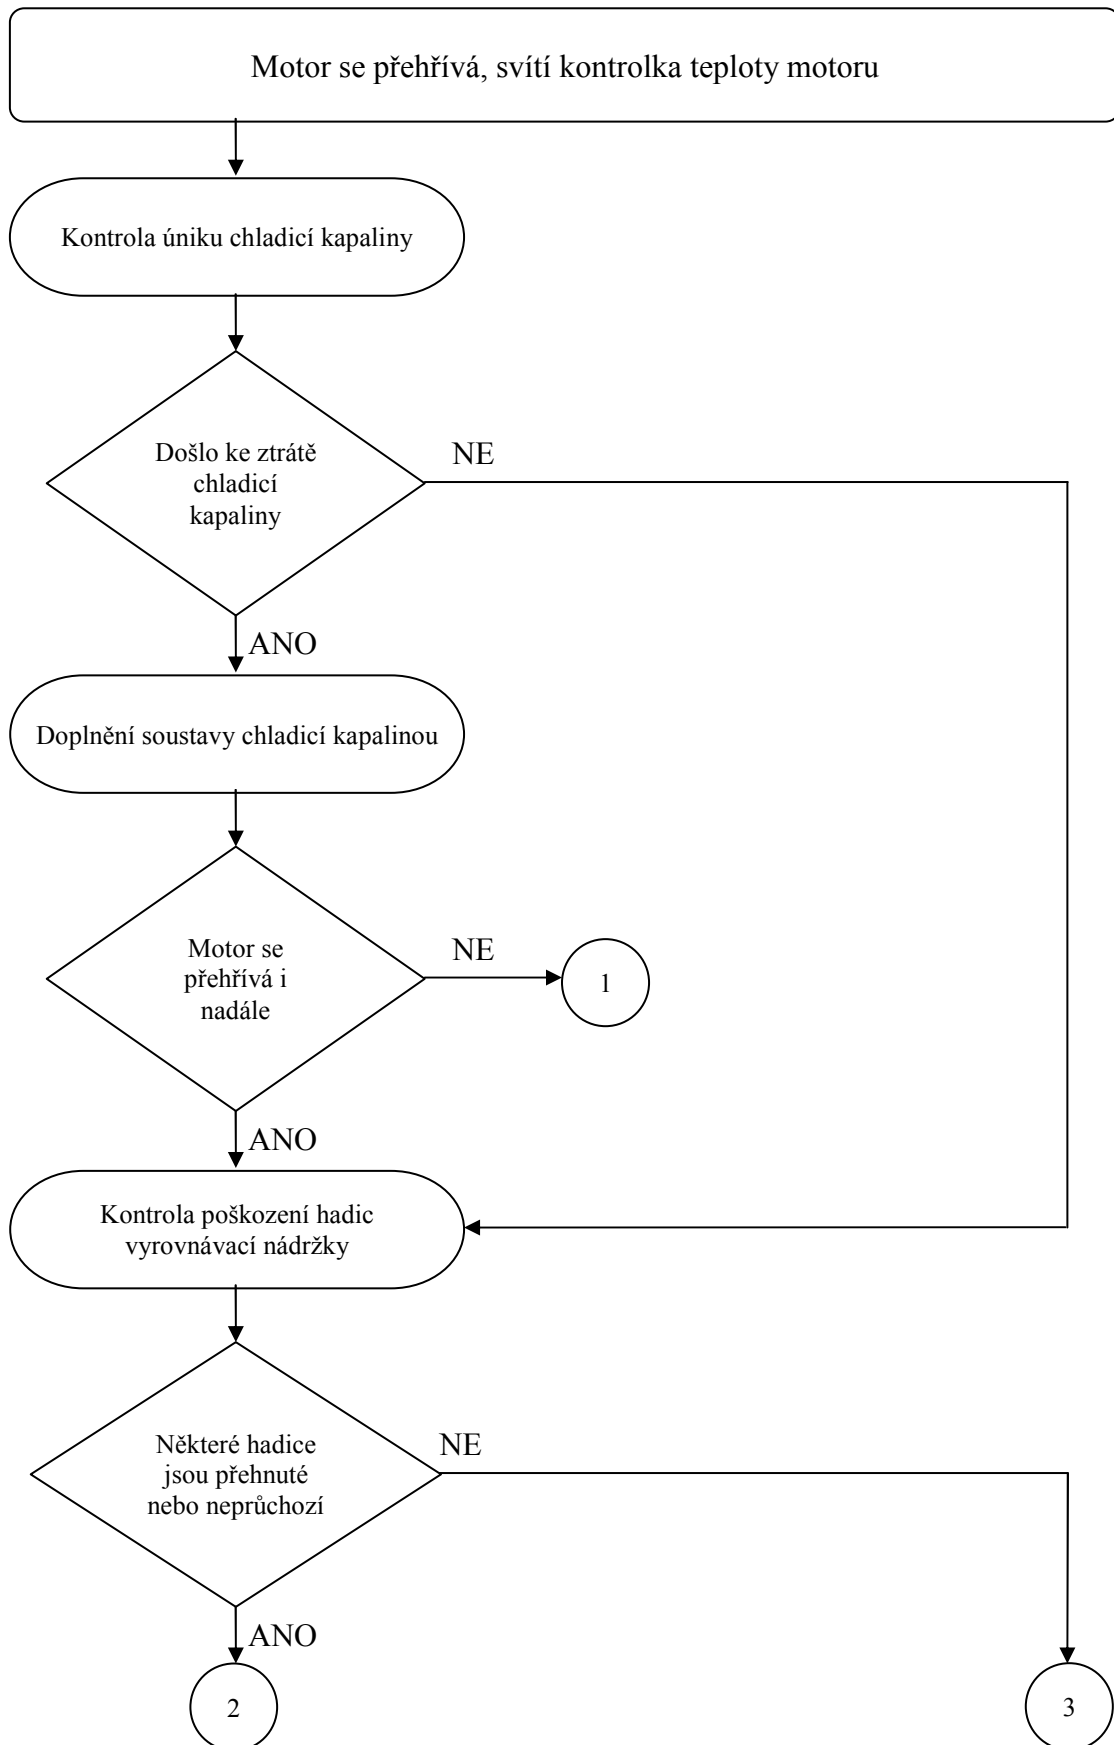 Motor se přehřívá, svítí kontrolka teploty motoru
Kontrola úniku chladicí kapaliny
Došlo ke ztrátě
chladicí
kapaliny
NE
ANO
Doplnění soustavy chladicí kapalinou
Motor se
přehřívá i
nadále
NE
1
ANO
Kontrola poškození hadic
vyrovnávací nádržky
Některé hadice
jsou přehnuté
nebo neprůchozí
NE
ANO
2
3